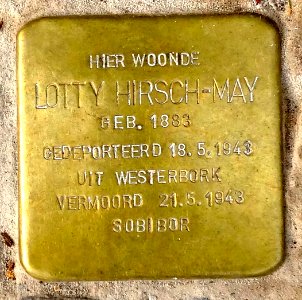 HIER WOONDE
LOTTY HIRSCH-MAY
GEB. 1883
GEDEPORTEERD 18.5.1943
UIT WESTERBORK
VERMOORD 21.5.1943
SOBIBOR